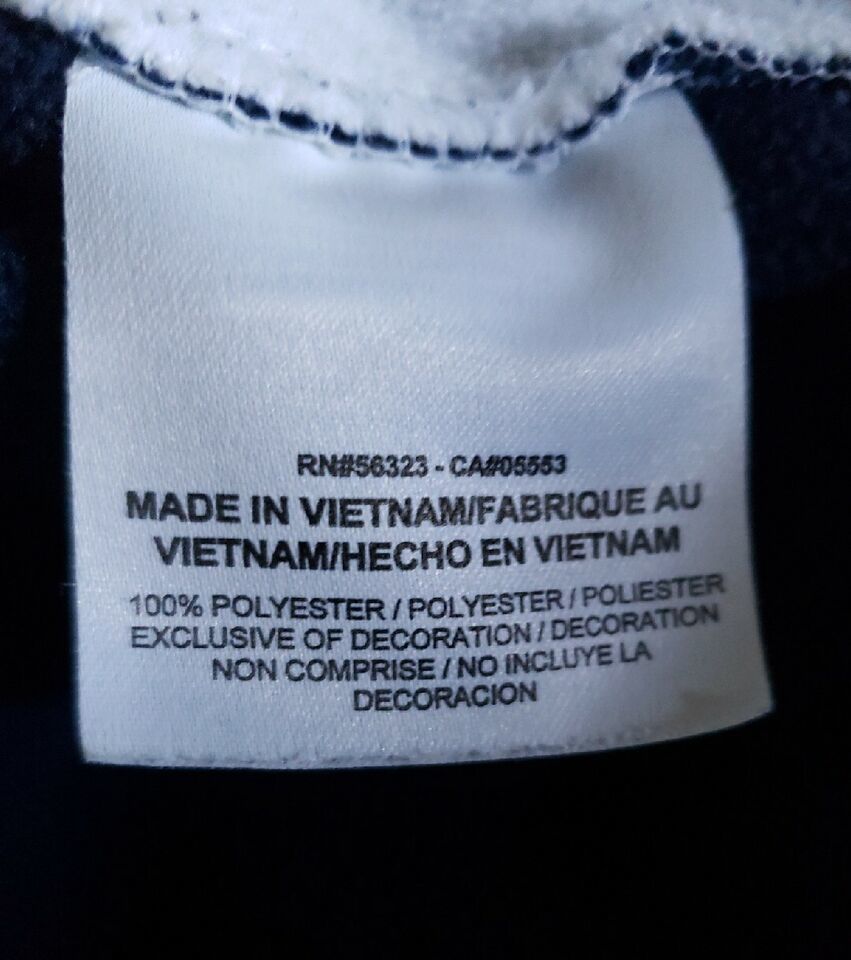 RN#56323 - CA#05553
MADE IN VIETNAM/FABRIQUE AU
VIETNAM/HECHO EN VIETNAM
100% POLYESTER / POLYESTER / POLIESTER
EXCLUSIVE OF DECORATION / DECORATION
NON COMPRISE / NO INCLUYE LA
DECORACION